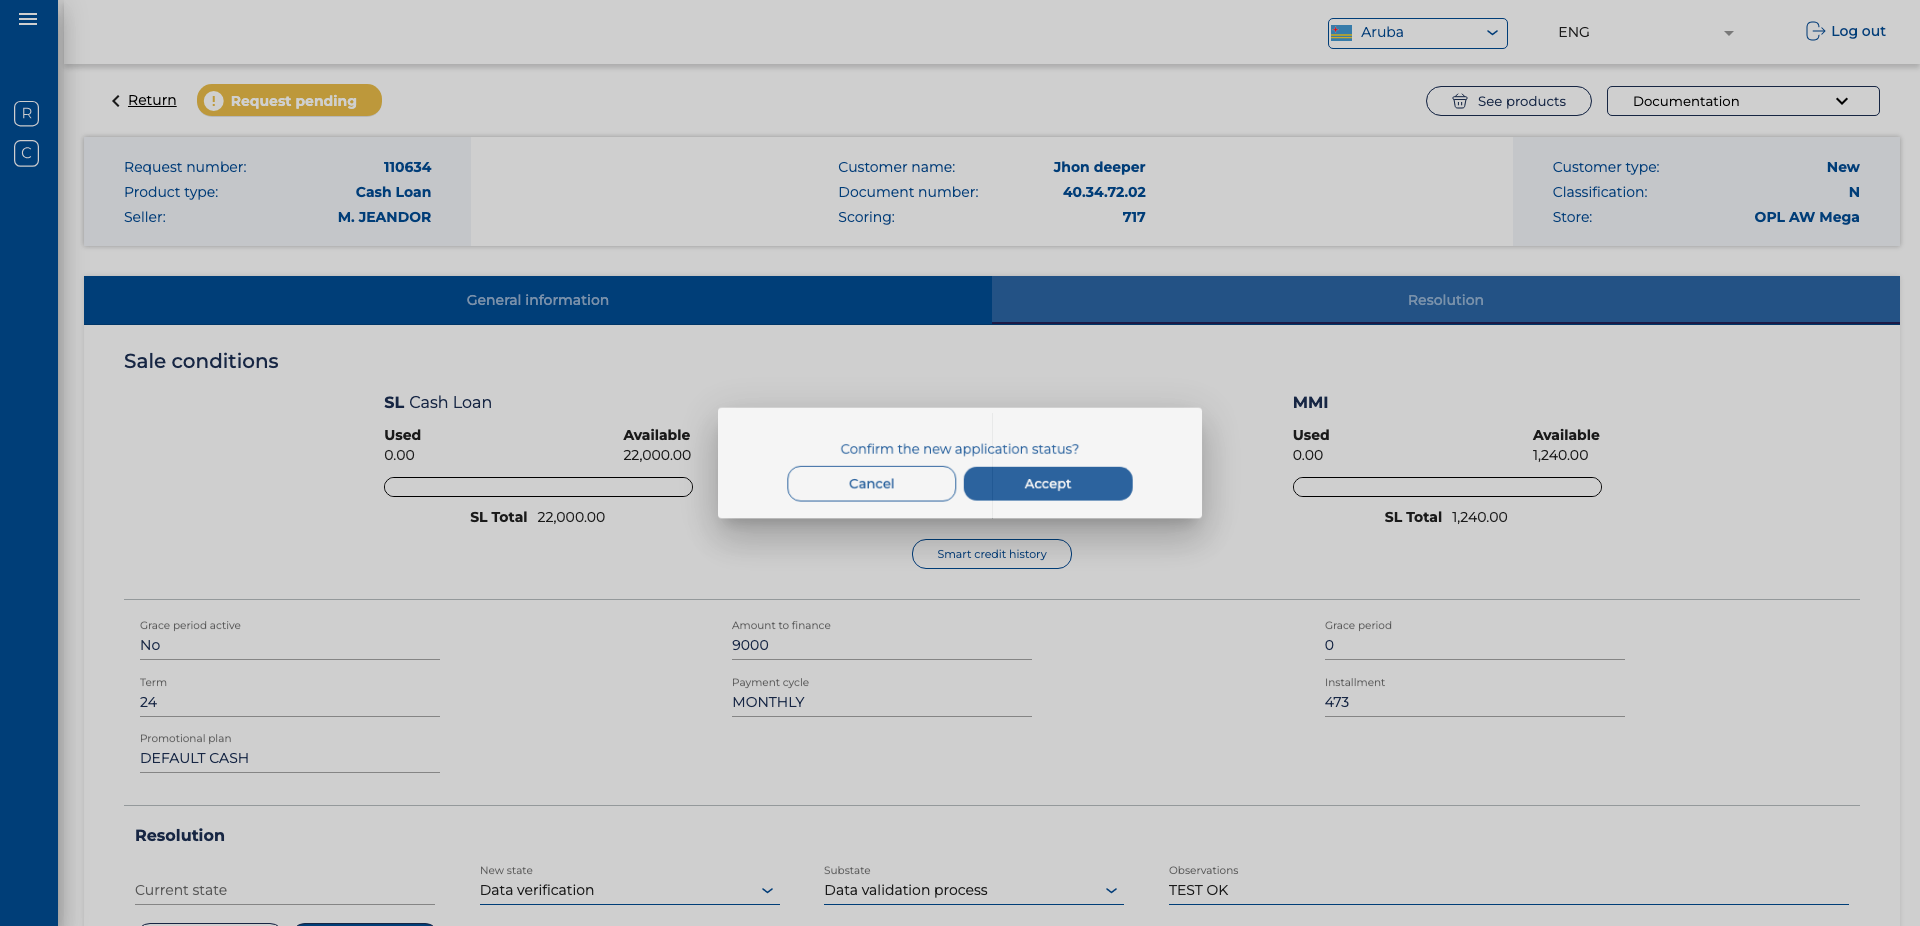 Aruba
ENG
Log out
R
C
Return
! Request pending
See products
Documentation
Request number: 110634
Product type: Cash Loan
Seller: M. JEANDOR
Customer name: Jhon deeper
Document number: 40.34.72.02
Scoring: 717
Customer type: New
Classification: N
Store: OPL AW Mega
General information
Resolution
Sale conditions
SL Cash Loan
Used Available
0.00 22,000.00
SL Total 22,000.00
MMI
Used Available
0.00 1,240.00
SL Total 1,240.00
Confirm the new application status?
Cancel Accept
Smart credit history
Grace period active
No
Amount to finance
9000
Grace period
0
Term
24
Payment cycle
MONTHLY
Installment
473
Promotional plan
DEFAULT CASH
Resolution
Current state
New state
Data verification
Substate
Data validation process
Observations
TEST OK